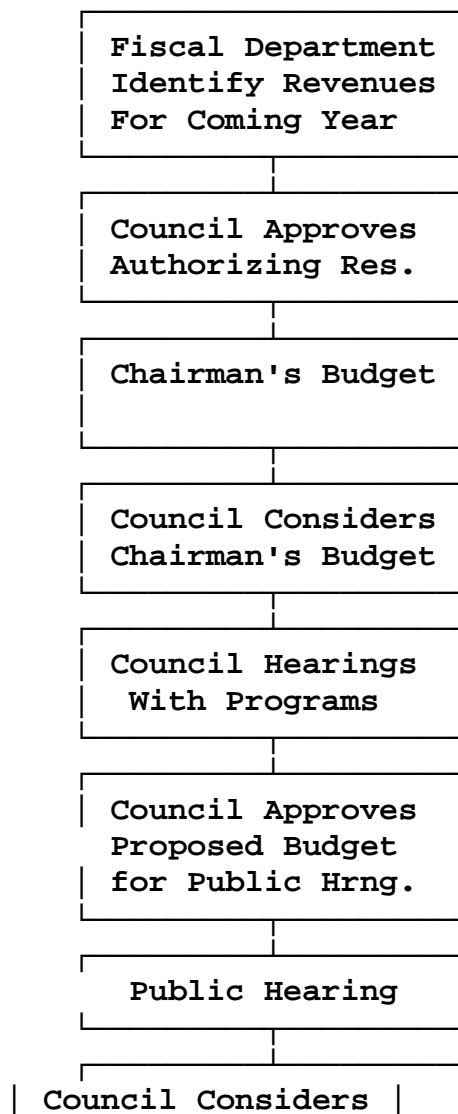 Fiscal Department
Identify Revenues
For Coming Year
Council Approves
Authorizing Res.
Chairman's Budget
Council Considers
Chairman's Budget
Council Hearings
With Programs
Council Approves
Proposed Budget
for Public Hrng.
Public Hearing
Council Considers